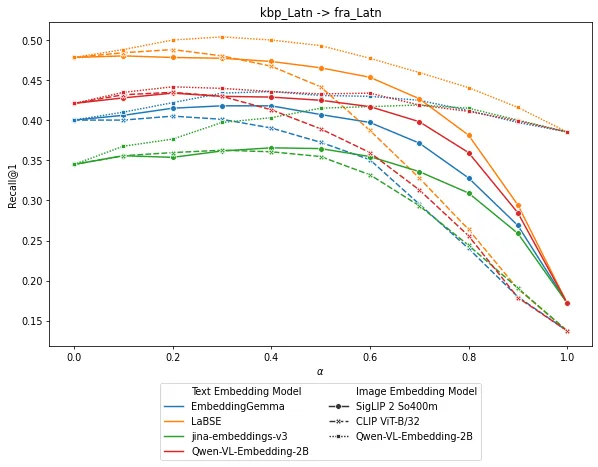 kbp_Latn -> fra_Latn
0.50
0.45
0.40
0.35
0.30
0.25
0.20
0.15
Recall@1
0.0 0.2 0.4 0.6 0.8 1.0
α
Text Embedding Model Image Embedding Model
EmbeddingGemma SigLIP 2 So400m
LaBSE CLIP ViT-B/32
jina-embeddings-v3 Qwen-VL-Embedding-2B
Qwen-VL-Embedding-2B